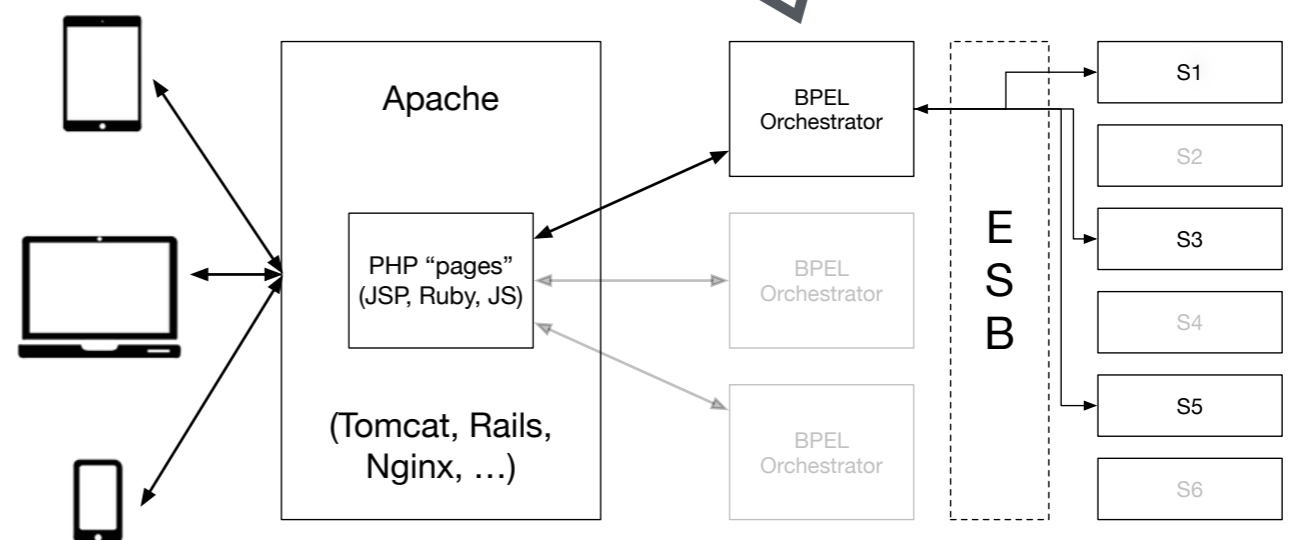 Apache
PHP “pages”
(JSP, Ruby, JS)
(Tomcat, Rails,
Nginx, …)
BPEL
Orchestrator
BPEL
Orchestrator
BPEL
Orchestrator
E
S
B
S1
S2
S3
S4
S5
S6